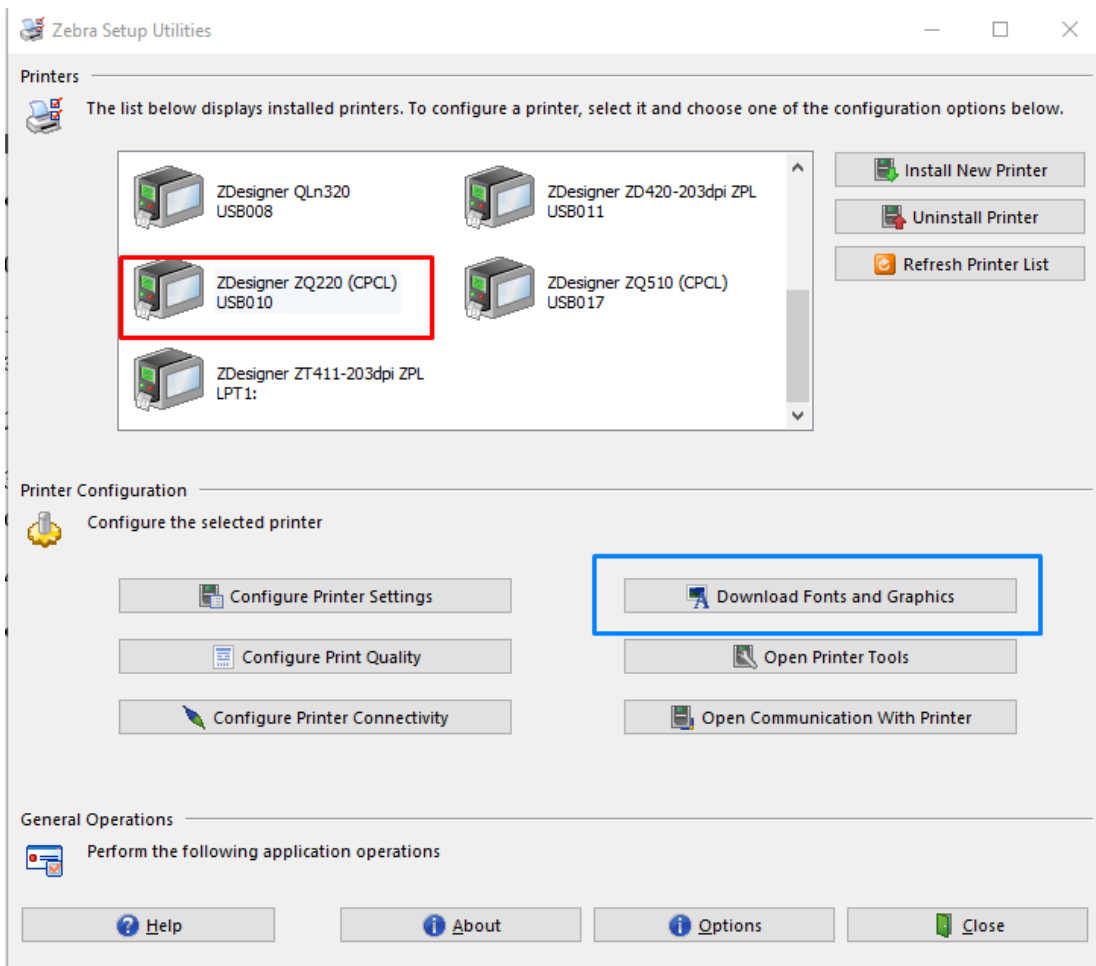 Zebra Setup Utilities
Printers
The list below displays installed printers. To configure a printer, select it and choose one of the configuration options below.
ZDesigner QLn320
USB008
ZDesigner ZD420-203dpi ZPL
USB011
Install New Printer
Uninstall Printer
Refresh Printer List
ZDesigner ZQ220 (CPCL)
USB010
ZDesigner ZQ510 (CPCL)
USB017
ZDesigner ZT411-203dpi ZPL
LPT1:
Printer Configuration
Configure the selected printer
Configure Printer Settings
Download Fonts and Graphics
Configure Print Quality
Open Printer Tools
Configure Printer Connectivity
Open Communication With Printer
General Operations
Perform the following application operations
Help
About
Options
Close